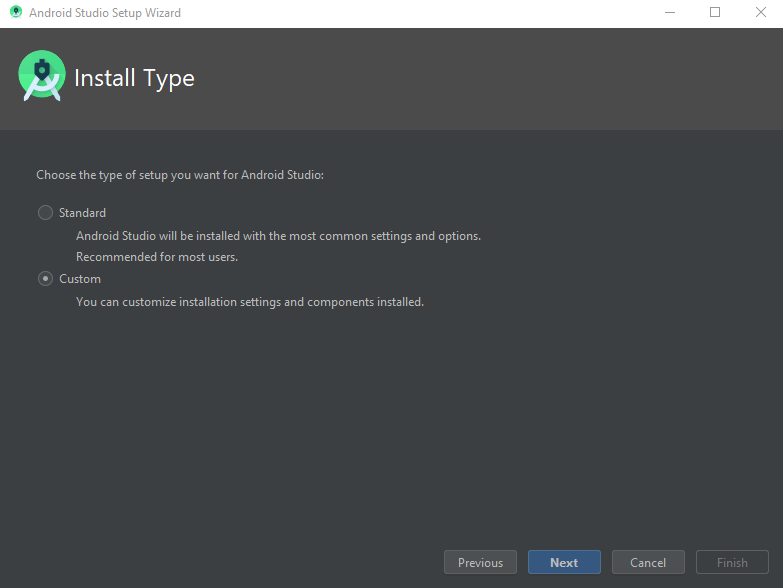 Android Studio Setup Wizard
Install Type
Choose the type of setup you want for Android Studio:
Standard
Android Studio will be installed with the most common settings and options.
Recommended for most users.
Custom
You can customize installation settings and components installed.
Previous Next Cancel Finish